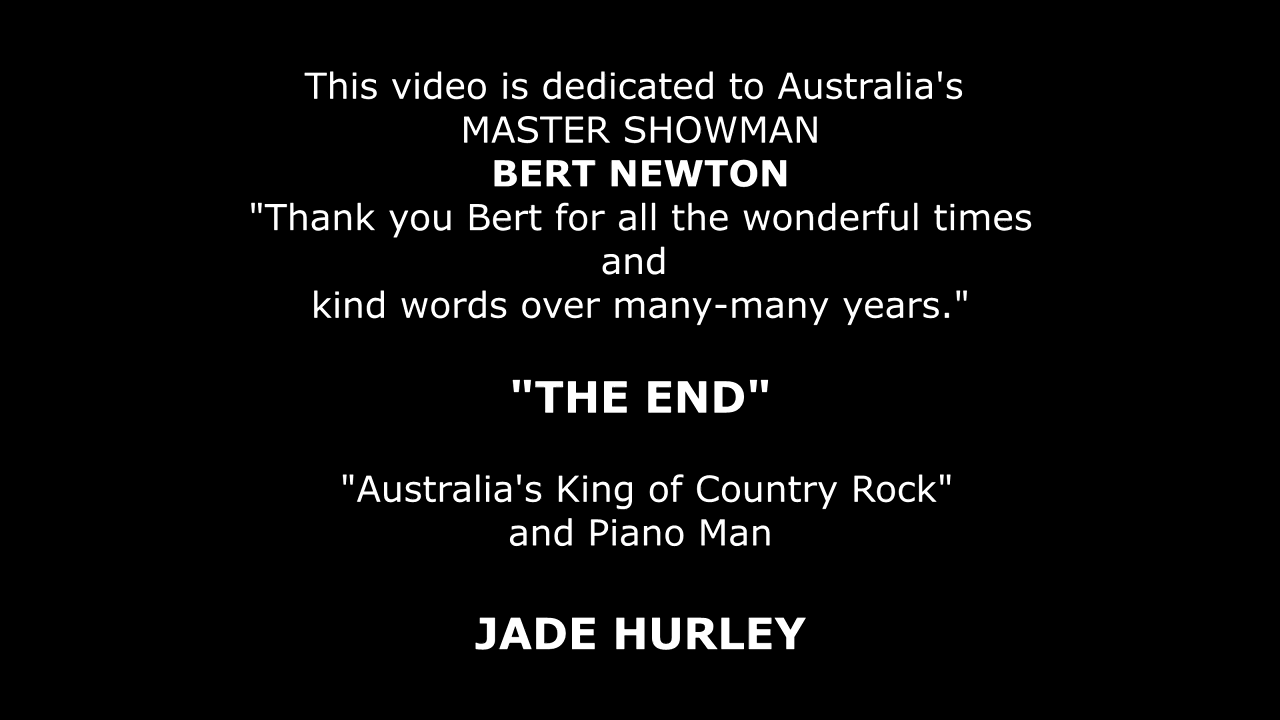 This video is dedicated to Australia's
MASTER SHOWMAN
BERT NEWTON
"Thank you Bert for all the wonderful times
and
kind words over many-many years."
"THE END"
"Australia's King of Country Rock"
and Piano Man
JADE HURLEY